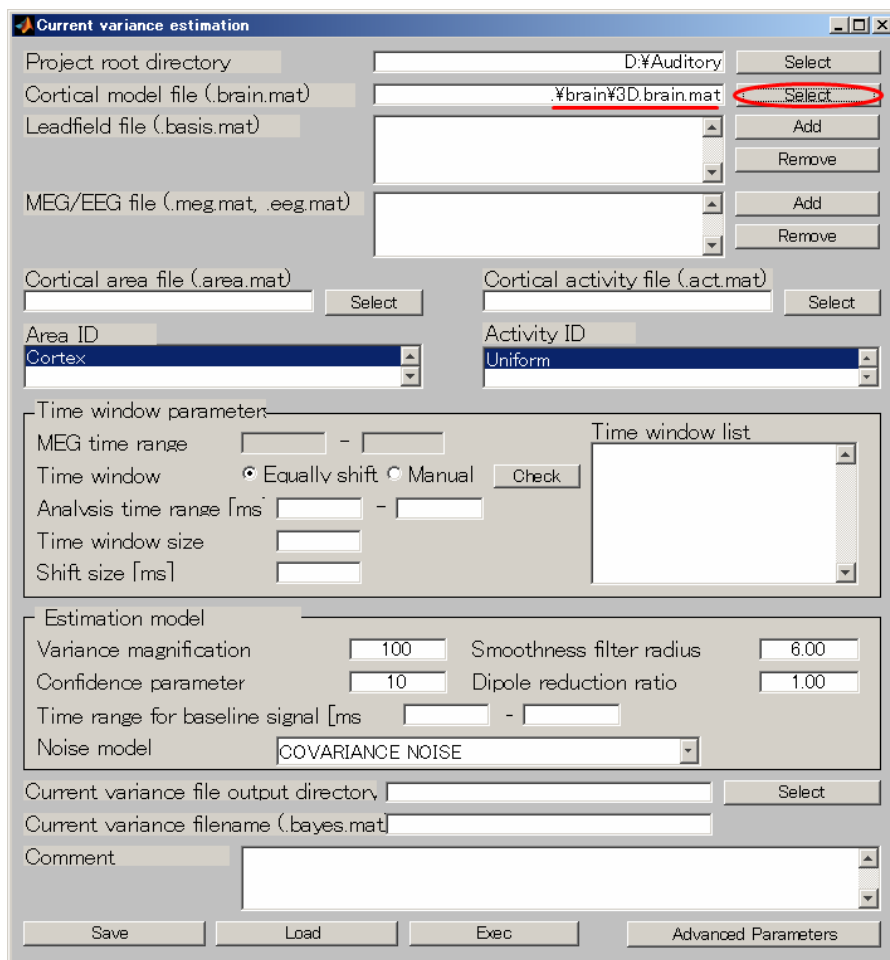 Current variance estimation
Project root directory D:¥Auditory Select
Cortical model file (.brain.mat) .¥brain¥3D.brain.mat Select
Leadfield file (.basis.mat) Add
Remove
MEG/EEG file (.meg.mat, .eeg.mat) Add
Remove
Cortical area file (.area.mat) Cortical activity file (.act.mat)
Select Select
Area ID Activity ID
Cortex Uniform
Time window parameter
MEG time range - Time window list
Time window Equally shift Manual Check
Analysis time range [ms] -
Time window size
Shift size [ms]
Estimation model
Variance magnification 100 Smoothness filter radius 6.00
Confidence parameter 10 Dipole reduction ratio 1.00
Time range for baseline signal [ms -
Noise model COVARIANCE NOISE
Current variance file output directory Select
Current variance filename (.bayes.mat
Comment
Save Load Exec Advanced Parameters